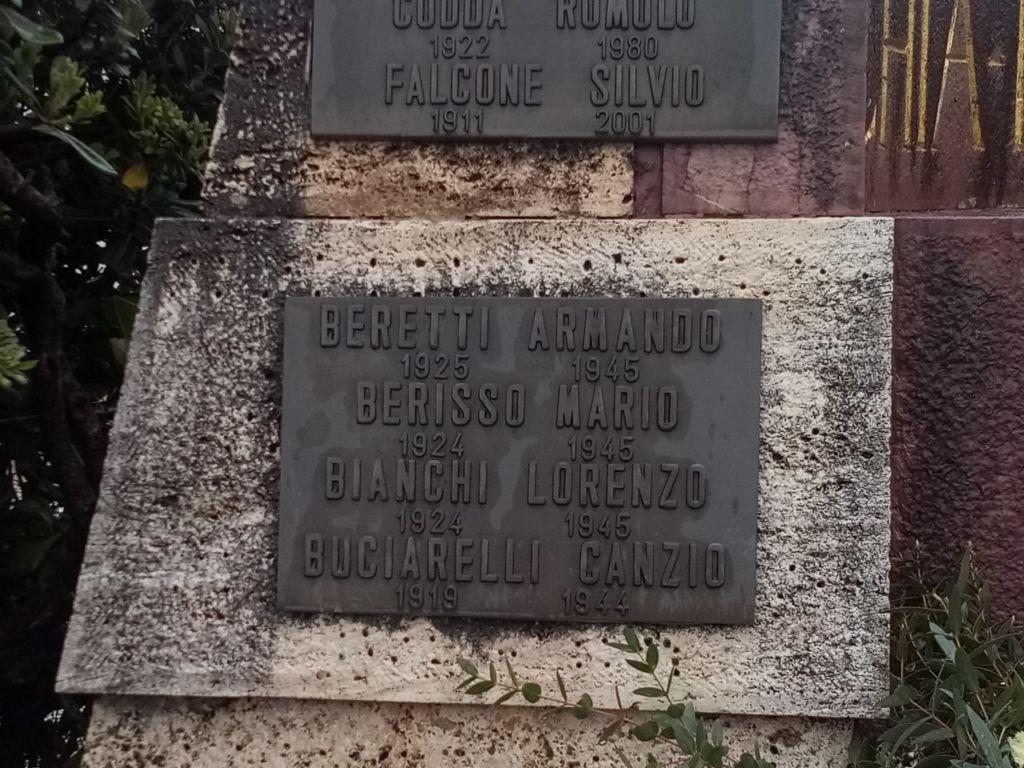 CODDA ROMOLO
1922 1980
FALCONE SILVIO
1911 2001
BERETTI ARMANDO
1925 1945
BERISSO MARIO
1924 1945
BIANCHI LORENZO
1924 1945
BUCIARELLI CANZIO
1919 1944